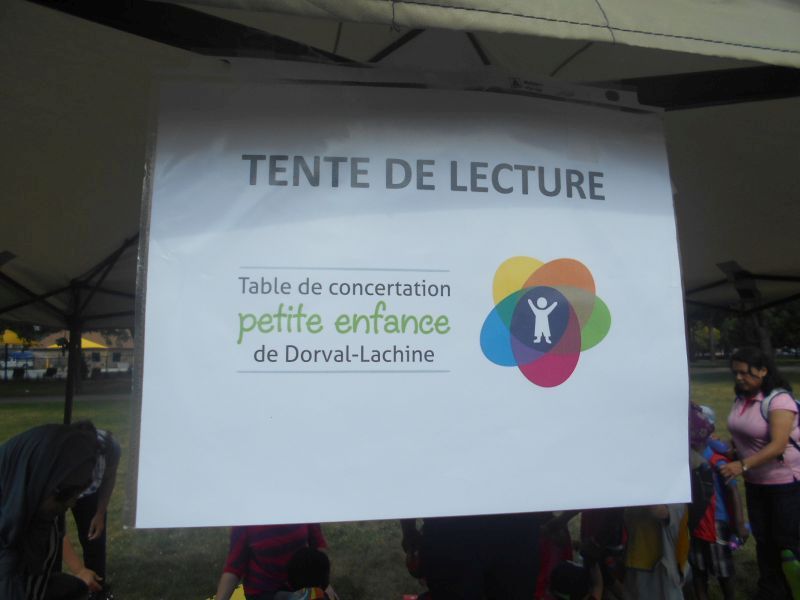 TENTE DE LECTURE
Table de concertation
petite enfance
de Dorval-Lachine